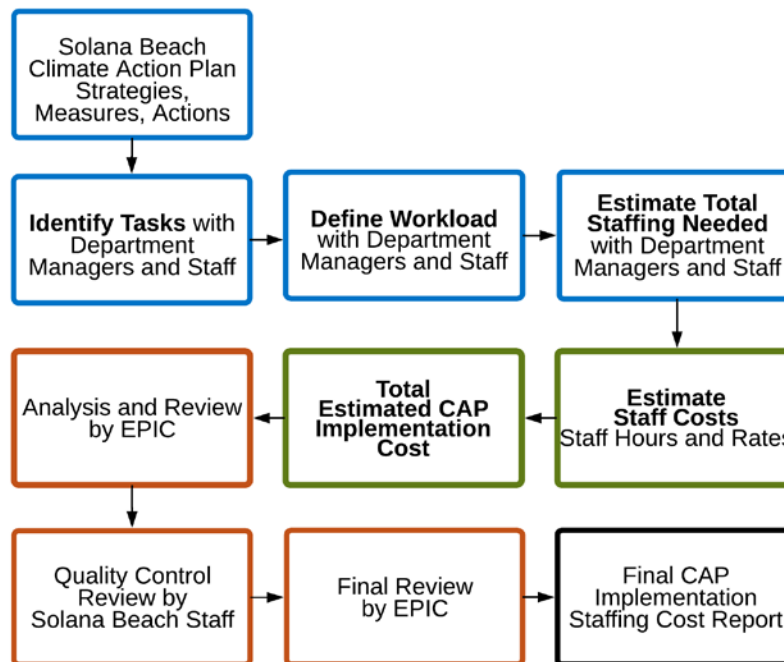 Solana Beach
Climate Action Plan
Strategies,
Measures, Actions
Identify Tasks with
Department
Managers and Staff
Define Workload
with Department
Managers and Staff
Estimate Total
Staffing Needed
with Department
Managers and Staff
Estimate
Staff Costs
Staff Hours and Rates
Total
Estimated CAP
Implementation
Cost
Analysis and Review
by EPIC
Quality Control
Review by
Solana Beach Staff
Final Review
by EPIC
Final CAP
Implementation
Staffing Cost Report